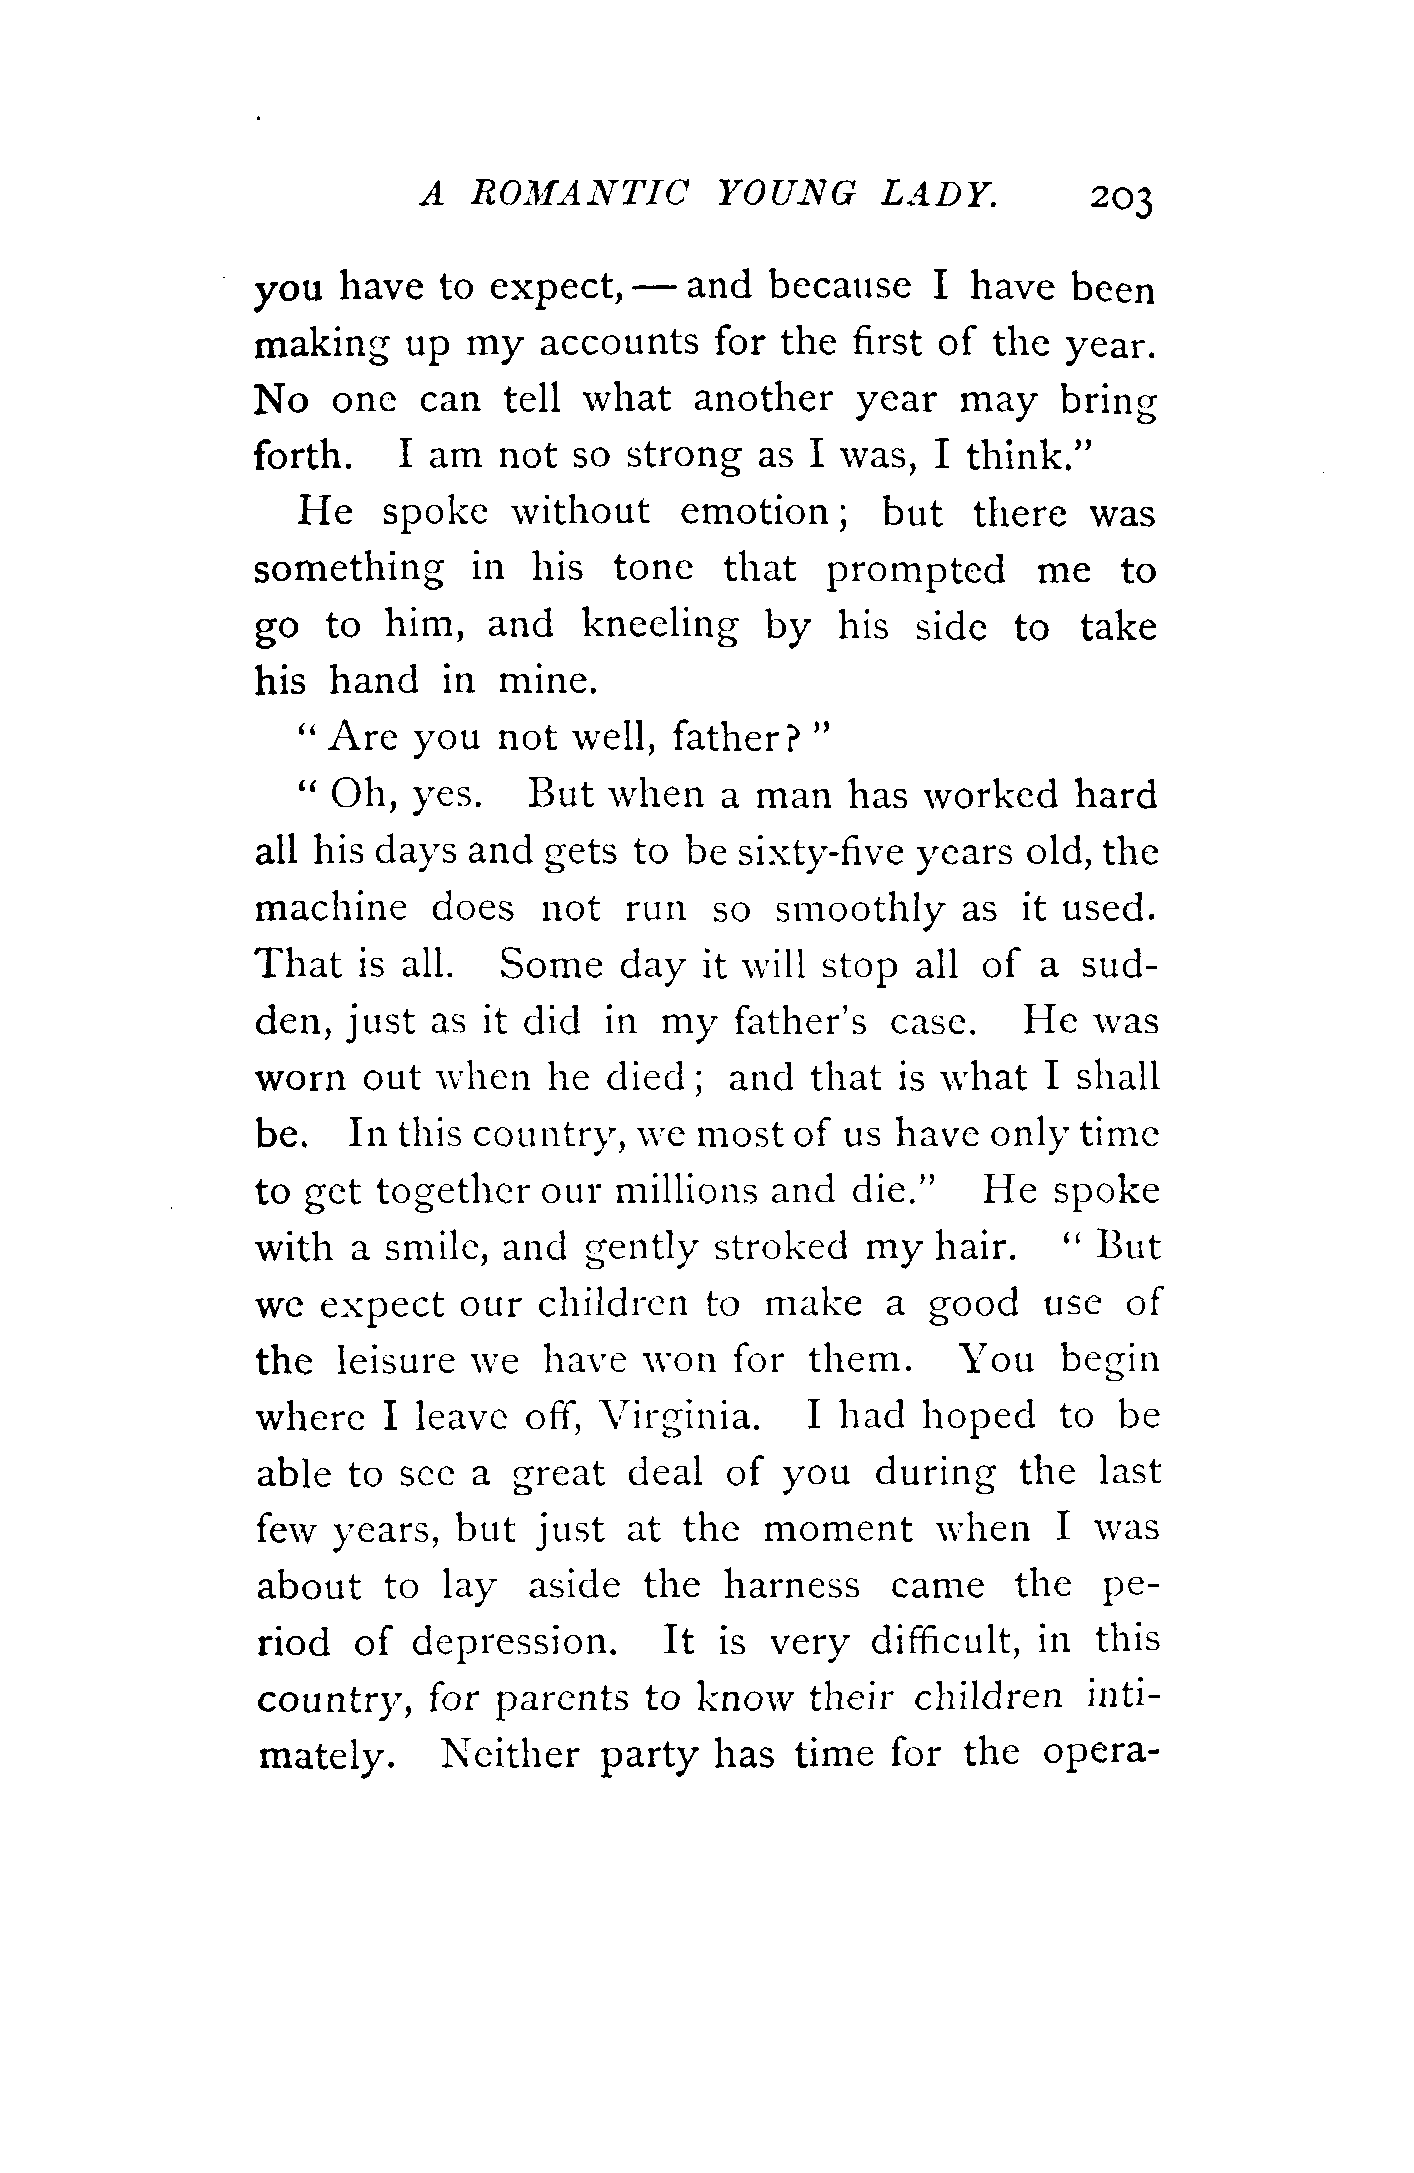 A ROMANTIC YOUNG LADY. 203
you have to expect, — and because I have been
making up my accounts for the first of the year.
No one can tell what another year may bring
forth. I am not so strong as I was, I think.”
He spoke without emotion; but there was
something in his tone that prompted me to
go to him, and kneeling by his side to take
his hand in mine.
“ Are you not well, father? ”
“ Oh, yes. But when a man has worked hard
all his days and gets to be sixty-five years old, the
machine does not run so smoothly as it used.
That is all. Some day it will stop all of a sud-
den, just as it did in my father’s case. He was
worn out when he died; and that is what I shall
be. In this country, we most of us have only time
to get together our millions and die.” He spoke
with a smile, and gently stroked my hair. “ But
we expect our children to make a good use of
the leisure we have won for them. You begin
where I leave off, Virginia. I had hoped to be
able to see a great deal of you during the last
few years, but just at the moment when I was
about to lay aside the harness came the pe-
riod of depression. It is very difficult, in this
country, for parents to know their children inti-
mately. Neither party has time for the opera-